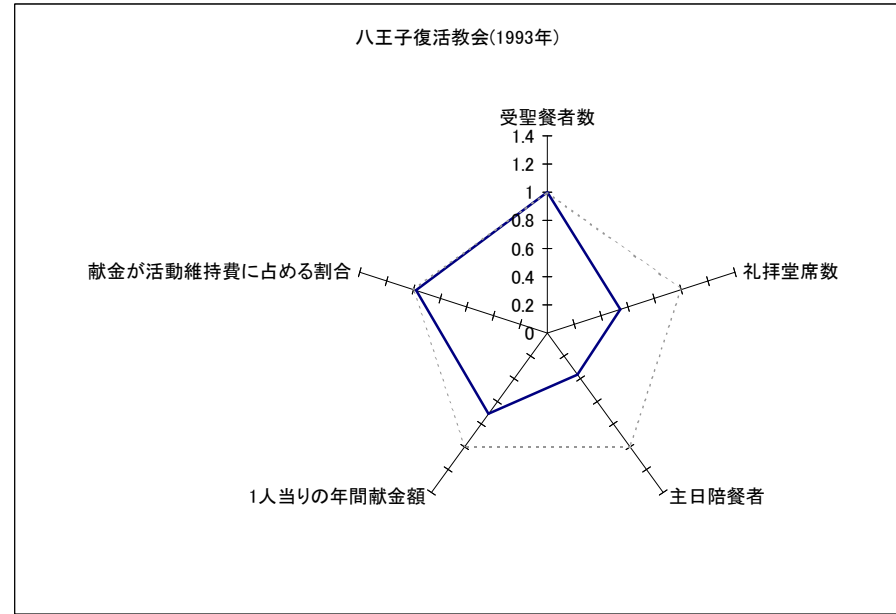 八王子復活教会(1993年)
受聖餐者数
1.4
1.2
1
0.8
0.6
0.4
0.2
0
礼拝堂席数
主日陪餐者
1人当りの年間献金額
献金が活動維持費に占める割合